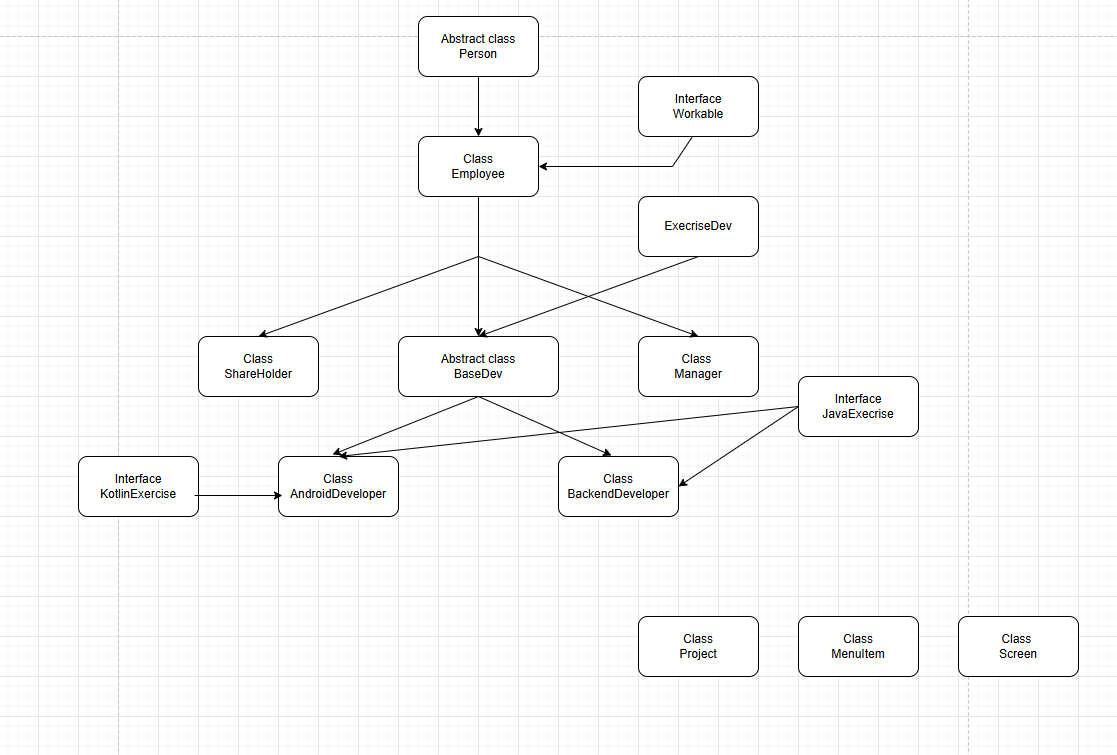 Abstract class
Person
Interface
Workable
Class
Employee
ExecriseDev
Class
ShareHolder
Abstract class
BaseDev
Class
Manager
Interface
JavaExecrise
Interface
KotlinExercise
Class
AndroidDeveloper
Class
BackendDeveloper
Class
Project
Class
MenuItem
Class
Screen